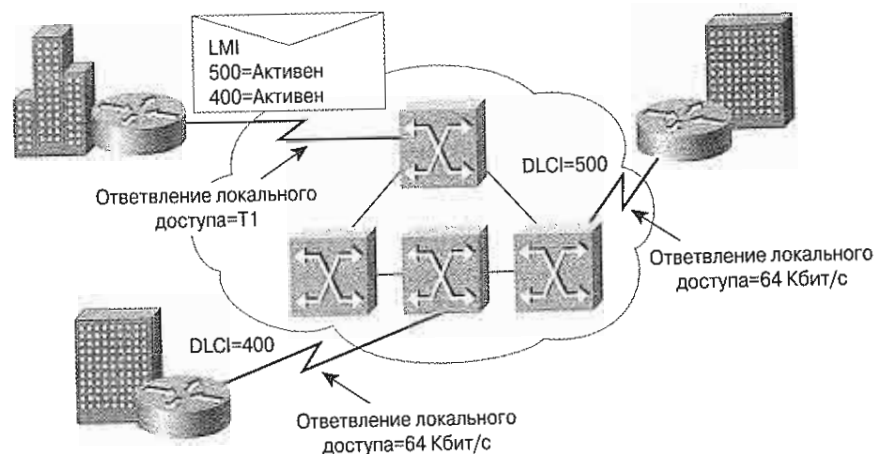 LMI
500=Активен
400=Активен
DLCI=500
Ответвление локального
доступа=T1
Ответвление локального
доступа=64 Кбит/с
DLCI=400
Ответвление локального
доступа=64 Кбит/с